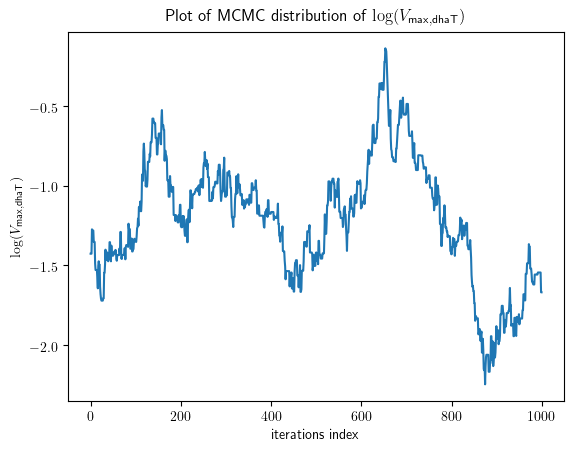 Plot of MCMC distribution of log(V_max,dhaT)
log(V_max,dhaT)
−0.5
−1.0
−1.5
−2.0
0 200 400 600 800 1000
iterations index